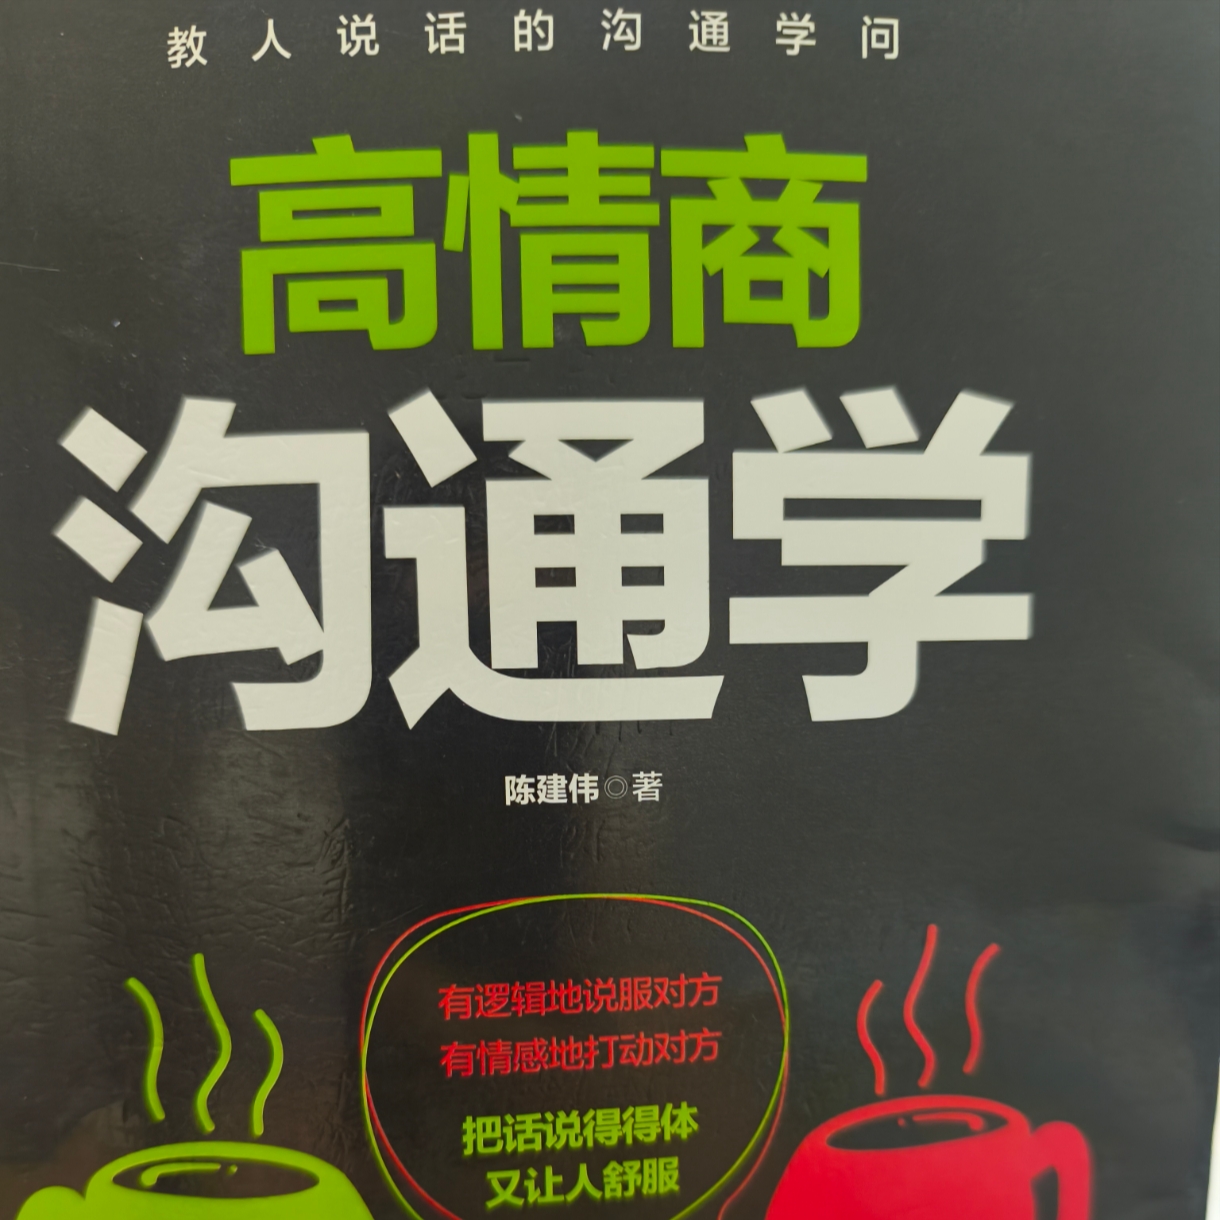 教人说话的沟通学问
高情商
沟通学
陈建伟◎著
有逻辑地说服对方
有情感地打动对方
把话说得得体
又让人舒服